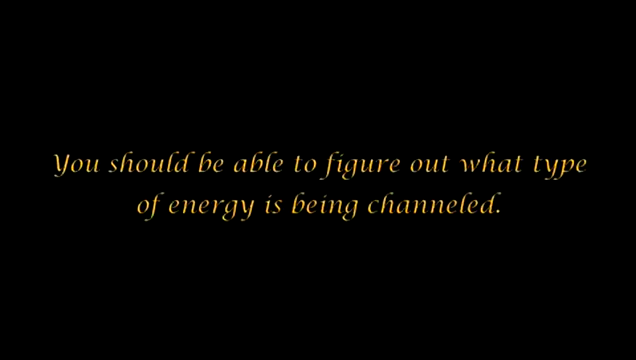 You should be able to figure out what type
of energy is being channeled.